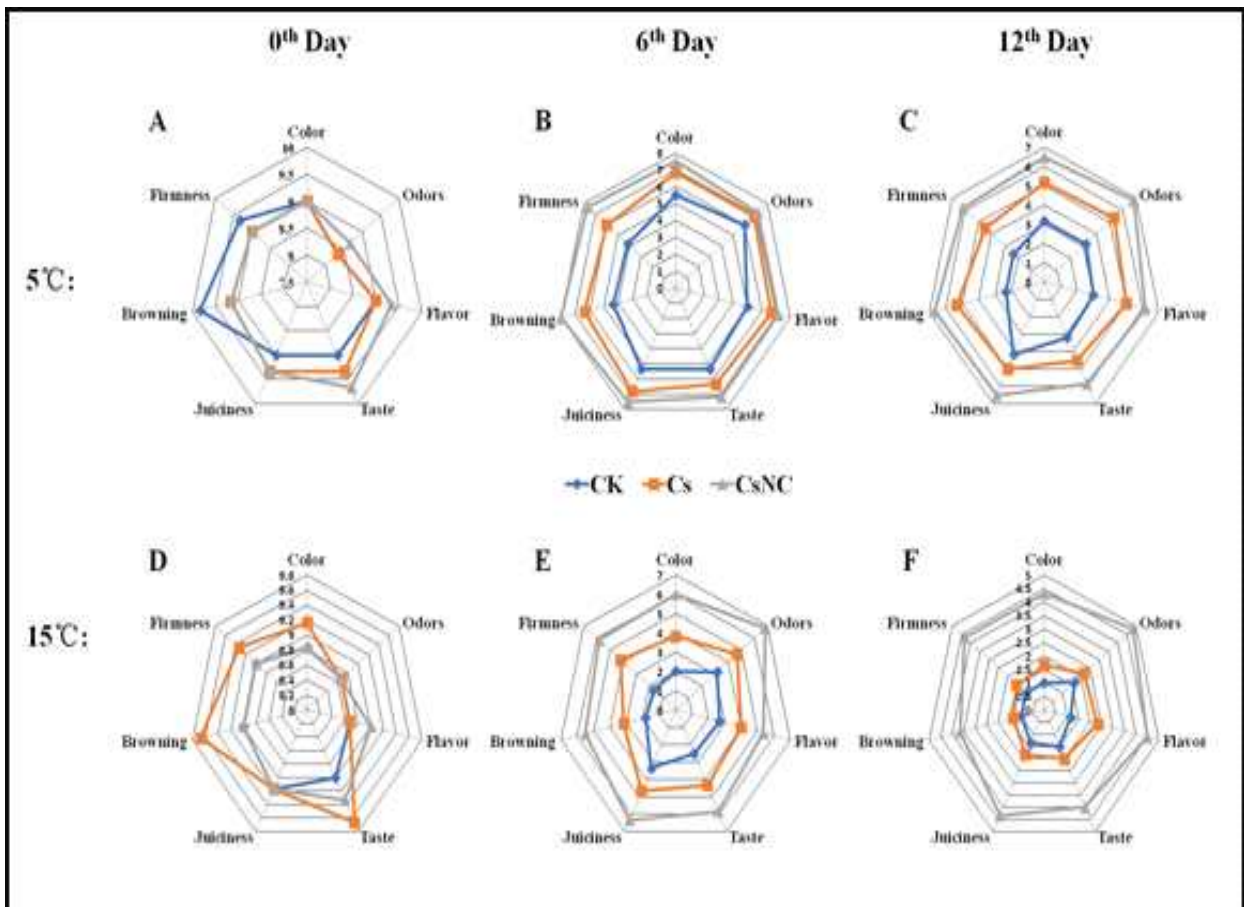 0th Day 6th Day 12th Day
A B C
Color Color Color
Firmness Odors Firmness Odors Firmness Odors
5℃:
Browning Flavor Browning Flavor Browning Flavor
Juiciness Taste Juiciness Taste Juiciness Taste
CK Cs CsNC
D E F
Color Color Color
Firmness Odors Firmness Odors Firmness Odors
15℃:
Browning Flavor Browning Flavor Browning Flavor
Juiciness Taste Juiciness Taste Juiciness Taste